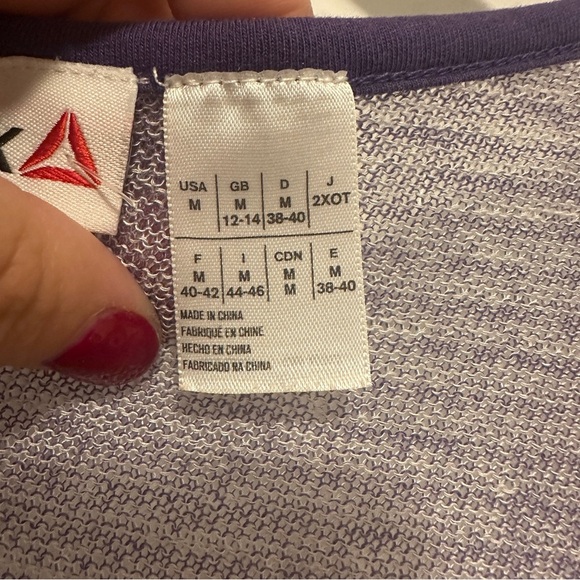 K
USA GB D J
M M M 2XOT
12-14 38-40
F I CDN E
M M M M
40-42 44-46 M 38-40
MADE IN CHINA
FABRIQUÉ EN CHINE
HECHO EN CHINA
FABRICADO NA CHINA